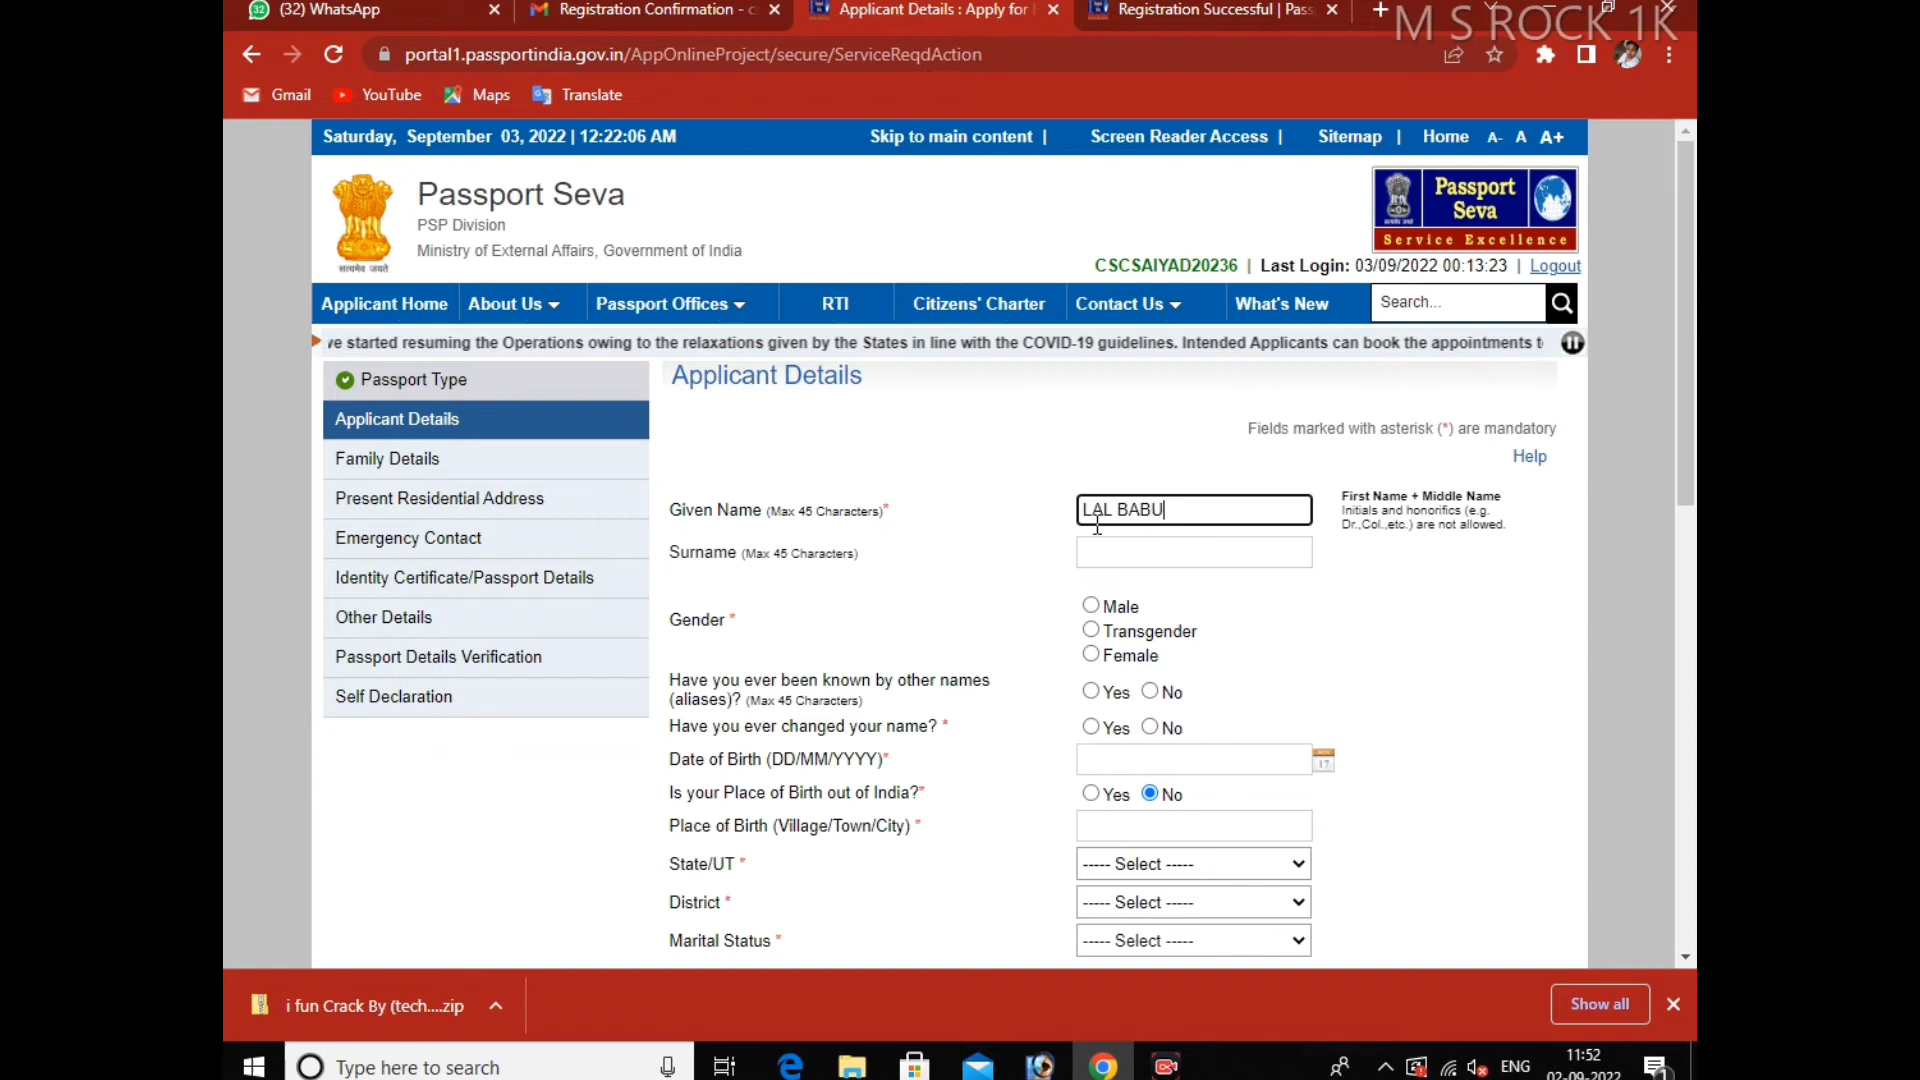 M S ROCK 1K
(32) WhatsApp
Registration Confirmation - c
Applicant Details : Apply for
Registration Successful | Pas
portal1.passportindia.gov.in/AppOnlineProject/secure/ServiceReqdAction
Gmail
YouTube
Maps
Translate
Saturday, September 03, 2022 | 12:22:06 AM
Skip to main content |
Screen Reader Access |
Sitemap |
Home
A- A A+
Passport Seva
PSP Division
Ministry of External Affairs, Government of India
सत्यमेव जयते
Passport
Seva
Service Excellence
CSCSAIYAD20236 | Last Login: 03/09/2022 00:13:23 | Logout
Applicant Home
About Us
Passport Offices
RTI
Citizens' Charter
Contact Us
What's New
Search...
ve started resuming the Operations owing to the relaxations given by the States in line with the COVID-19 guidelines. Intended Applicants can book the appointments t
Passport Type
Applicant Details
Family Details
Present Residential Address
Emergency Contact
Identity Certificate/Passport Details
Other Details
Passport Details Verification
Self Declaration
Applicant Details
Fields marked with asterisk (*) are mandatory
Help
Given Name (Max 45 Characters)*
LAL BABU
First Name + Middle Name
Initials and honorifics (e.g.
Dr.,Col.,etc.) are not allowed.
Surname (Max 45 Characters)
Gender *
Male
Transgender
Female
Have you ever been known by other names
(aliases)? (Max 45 Characters)
Yes No
Have you ever changed your name? *
Yes No
Date of Birth (DD/MM/YYYY)*
17
Is your Place of Birth out of India?*
Yes No
Place of Birth (Village/Town/City) *
State/UT *
----- Select -----
District *
----- Select -----
Marital Status *
----- Select -----
i fun Crack By (tech....zip
Show all
Type here to search
ENG
11:52
02-09-2022